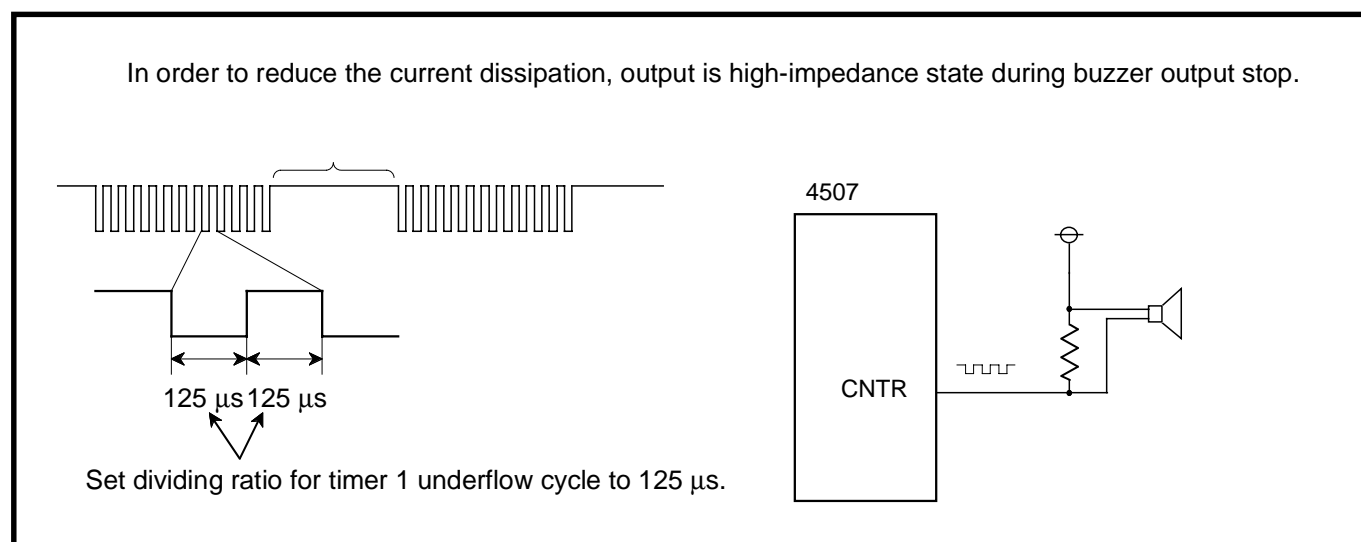 In order to reduce the current dissipation, output is high-impedance state during buzzer output stop.
4507
CNTR
125 μs 125 μs
Set dividing ratio for timer 1 underflow cycle to 125 μs.